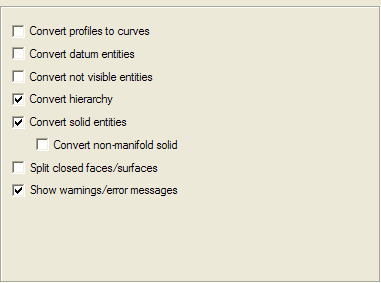 Convert profiles to curves
Convert datum entities
Convert not visible entities
Convert hierarchy
Convert solid entities
Convert non-manifold solid
Split closed faces/surfaces
Show warnings/error messages